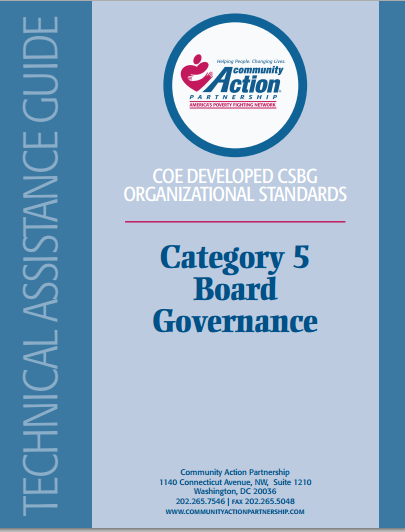 TECHNICAL ASSISTANCE GUIDE
Helping People. Changing Lives.
community
Action
PARTNERSHIP
AMERICA'S POVERTY FIGHTING NETWORK
COE DEVELOPED CSBG
ORGANIZATIONAL STANDARDS
Category 5
Board
Governance
Community Action Partnership
1140 Connecticut Avenue, NW, Suite 1210
Washington, DC 20036
202.265.7546 | FAX 202.265.5048
WWW.COMMUNITYACTIONPARTNERSHIP.COM